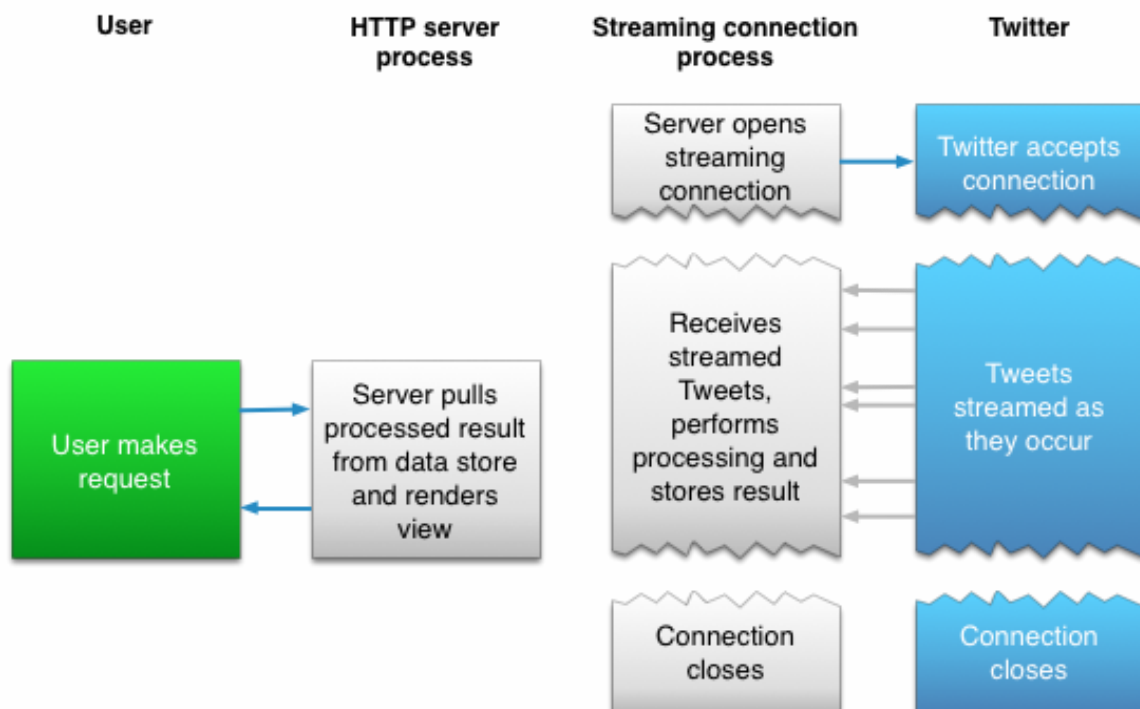 User
HTTP server
process
Streaming connection
process
Twitter
Server opens
streaming
connection
Twitter accepts
connection
Receives
streamed
Tweets,
performs
processing and
stores result
Tweets
streamed as
they occur
User makes
request
Server pulls
processed result
from data store
and renders
view
Connection
closes
Connection
closes